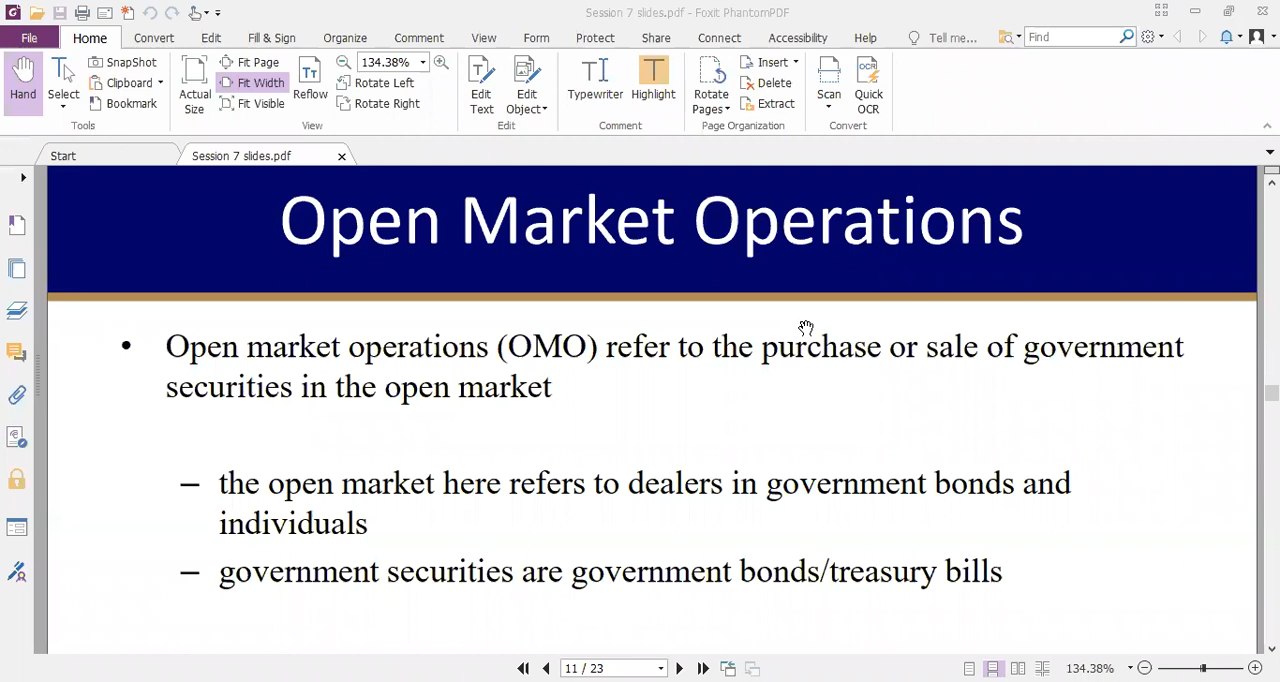 Session 7 slides.pdf - Foxit PhantomPDF
File Home Convert Edit Fill & Sign Organize Comment View Form Protect Share Connect Accessibility Help Tell me... Find
Hand
Select
SnapShot
Clipboard
Bookmark
Tools
Actual Size
Fit Page
Fit Width
Fit Visible
Reflow
134.38%
Rotate Left
Rotate Right
View
Edit Text
Edit Object
Edit
Typewriter
Highlight
Comment
Rotate Pages
Insert
Delete
Extract
Page Organization
Scan
Quick OCR
Convert
Start
Session 7 slides.pdf
Open Market Operations
• Open market operations (OMO) refer to the purchase or sale of government
securities in the open market
– the open market here refers to dealers in government bonds and
individuals
– government securities are government bonds/treasury bills
11 / 23
134.38%